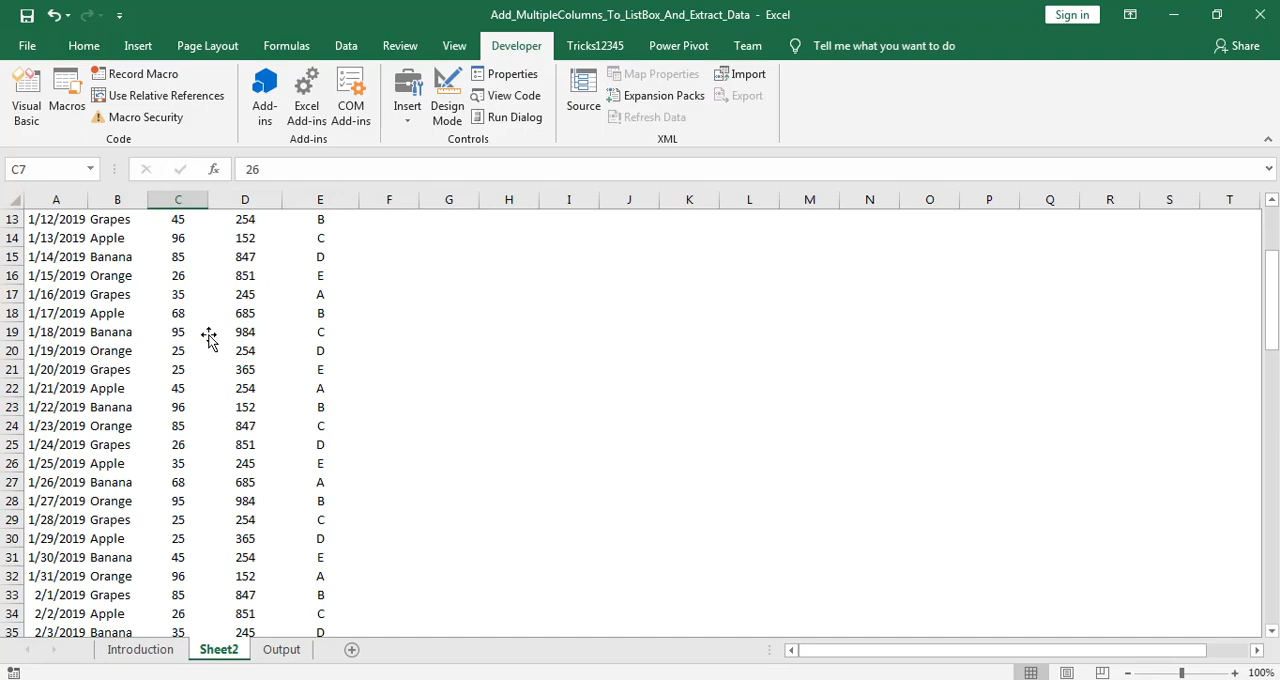 Add_MultipleColumns_To_ListBox_And_Extract_Data - Excel
Sign in
File Home Insert Page Layout Formulas Data Review View Developer Tricks12345 Power Pivot Team Tell me what you want to do Share
Visual Basic
Macros
Record Macro
Use Relative References
Macro Security
Code
Add-ins
Excel Add-ins
COM Add-ins
Add-ins
Insert
Design Mode
Properties
View Code
Run Dialog
Controls
Source
Map Properties
Expansion Packs
Refresh Data
Import
Export
XML
C7 fx 26
A B C D E F G H I J K L M N O P Q R S T
13 1/12/2019 Grapes 45 254 B
14 1/13/2019 Apple 96 152 C
15 1/14/2019 Banana 85 847 D
16 1/15/2019 Orange 26 851 E
17 1/16/2019 Grapes 35 245 A
18 1/17/2019 Apple 68 685 B
19 1/18/2019 Banana 95 984 C
20 1/19/2019 Orange 25 254 D
21 1/20/2019 Grapes 25 365 E
22 1/21/2019 Apple 45 254 A
23 1/22/2019 Banana 96 152 B
24 1/23/2019 Orange 85 847 C
25 1/24/2019 Grapes 26 851 D
26 1/25/2019 Apple 35 245 E
27 1/26/2019 Banana 68 685 A
28 1/27/2019 Orange 95 984 B
29 1/28/2019 Grapes 25 254 C
30 1/29/2019 Apple 25 365 D
31 1/30/2019 Banana 45 254 E
32 1/31/2019 Orange 96 152 A
33 2/1/2019 Grapes 85 847 B
34 2/2/2019 Apple 26 851 C
35 2/3/2019 Banana 35 245 D
Introduction Sheet2 Output
100%